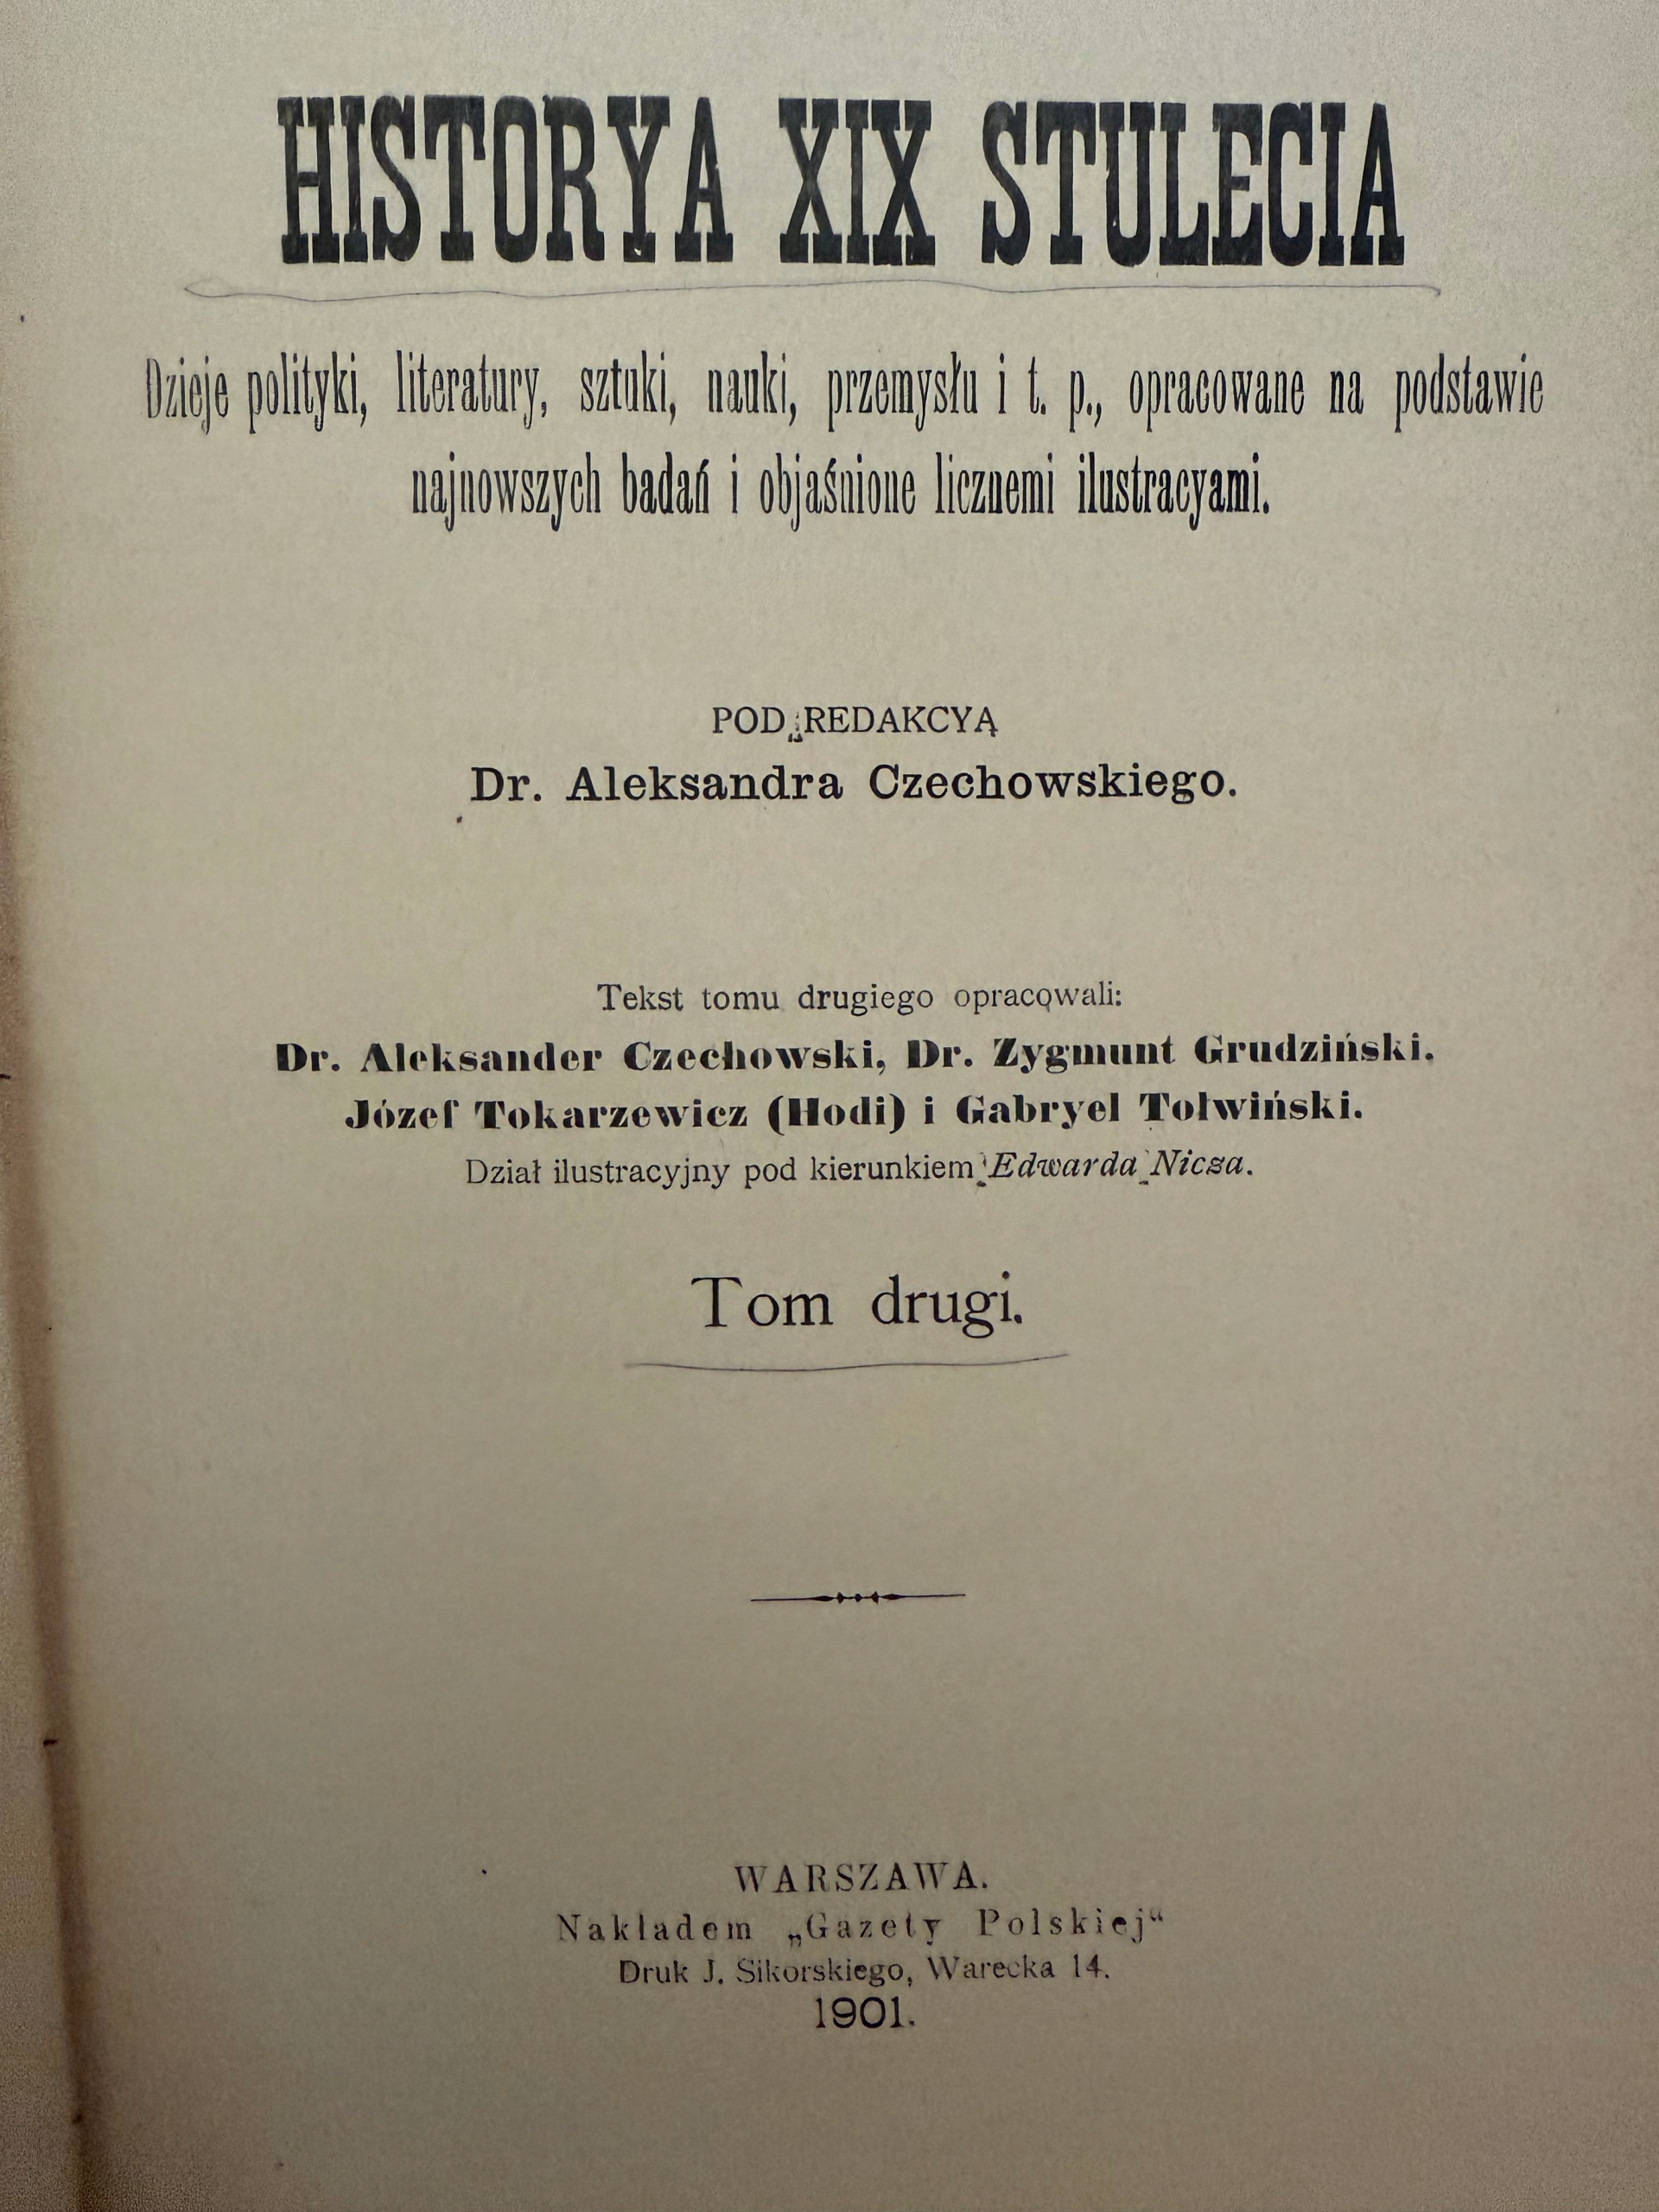 HISTORYA XIX STULECIA
Dzieje polityki, literatury, sztuki, nauki, przemysłu i t. p., opracowane na podstawie
najnowszych badań i objaśnione licznemi ilustracyami.
POD REDAKCYĄ
Dr. Aleksandra Czechowskiego.
Tekst tomu drugiego opracowali:
Dr. Aleksander Czechowski, Dr. Zygmunt Grudziński.
Józef Tokarzewicz (Hodi) i Gabryel Tołwiński.
Dział ilustracyjny pod kierunkiem Edwarda Nicza.
Tom drugi.
WARSZAWA.
Nakładem „Gazety Polskiej“
Druk J. Sikorskiego, Warecka 14.
1901.